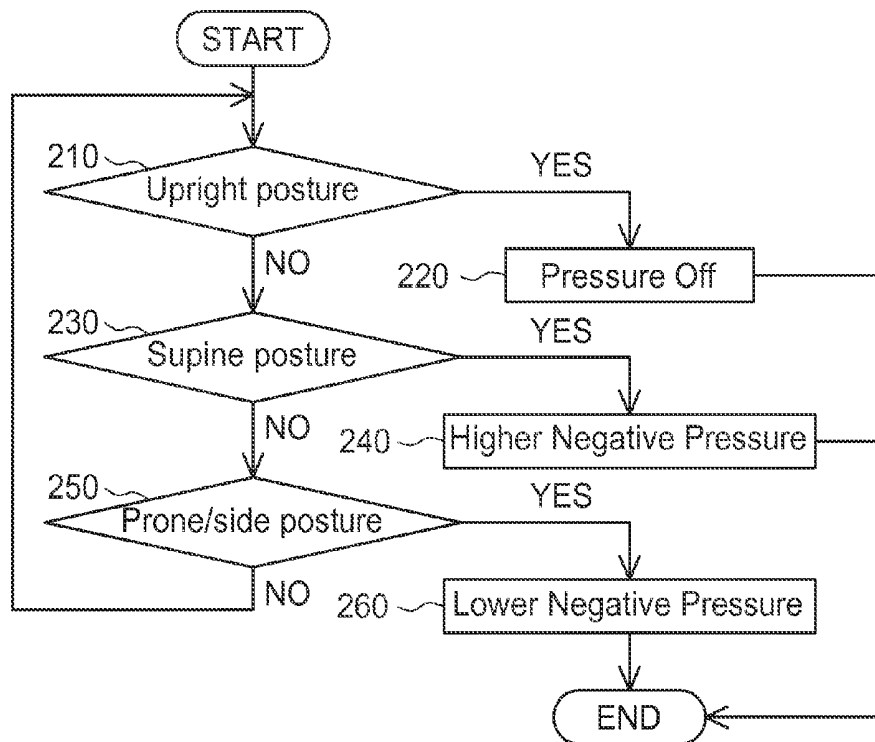 START
210
Upright posture
YES
NO
220
Pressure Off
230
Supine posture
YES
NO
240
Higher Negative Pressure
250
Prone/side posture
YES
NO
260
Lower Negative Pressure
END